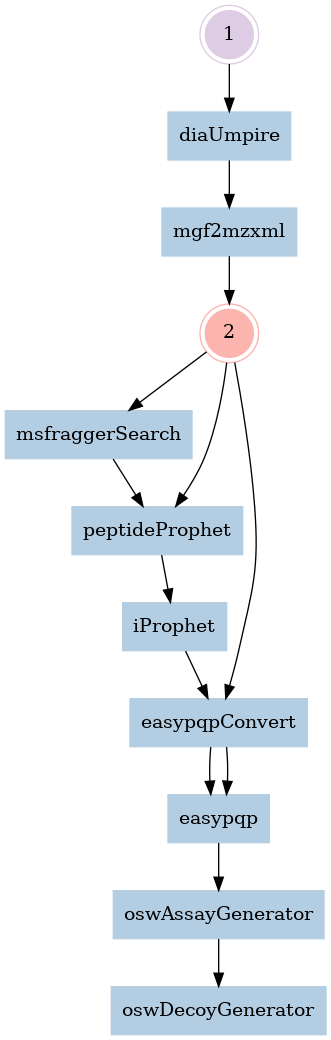 1
diaUmpire
mgf2mzxml
2
msfraggerSearch
peptideProphet
iProphet
easypqpConvert
easypqp
oswAssayGenerator
oswDecoyGenerator